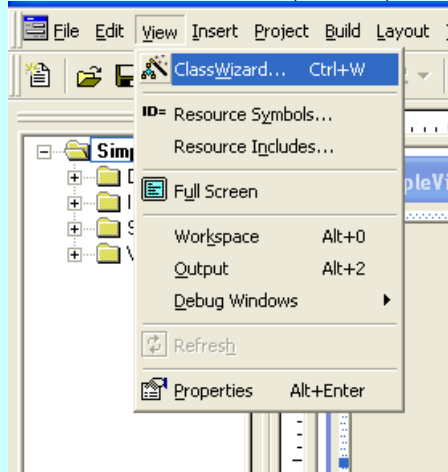 File Edit View Insert Project Build Layout
ClassWizard... Ctrl+W
ID= Resource Symbols...
Resource Includes...
Full Screen
Workspace Alt+0
Output Alt+2
Debug Windows
Refresh
Properties Alt+Enter